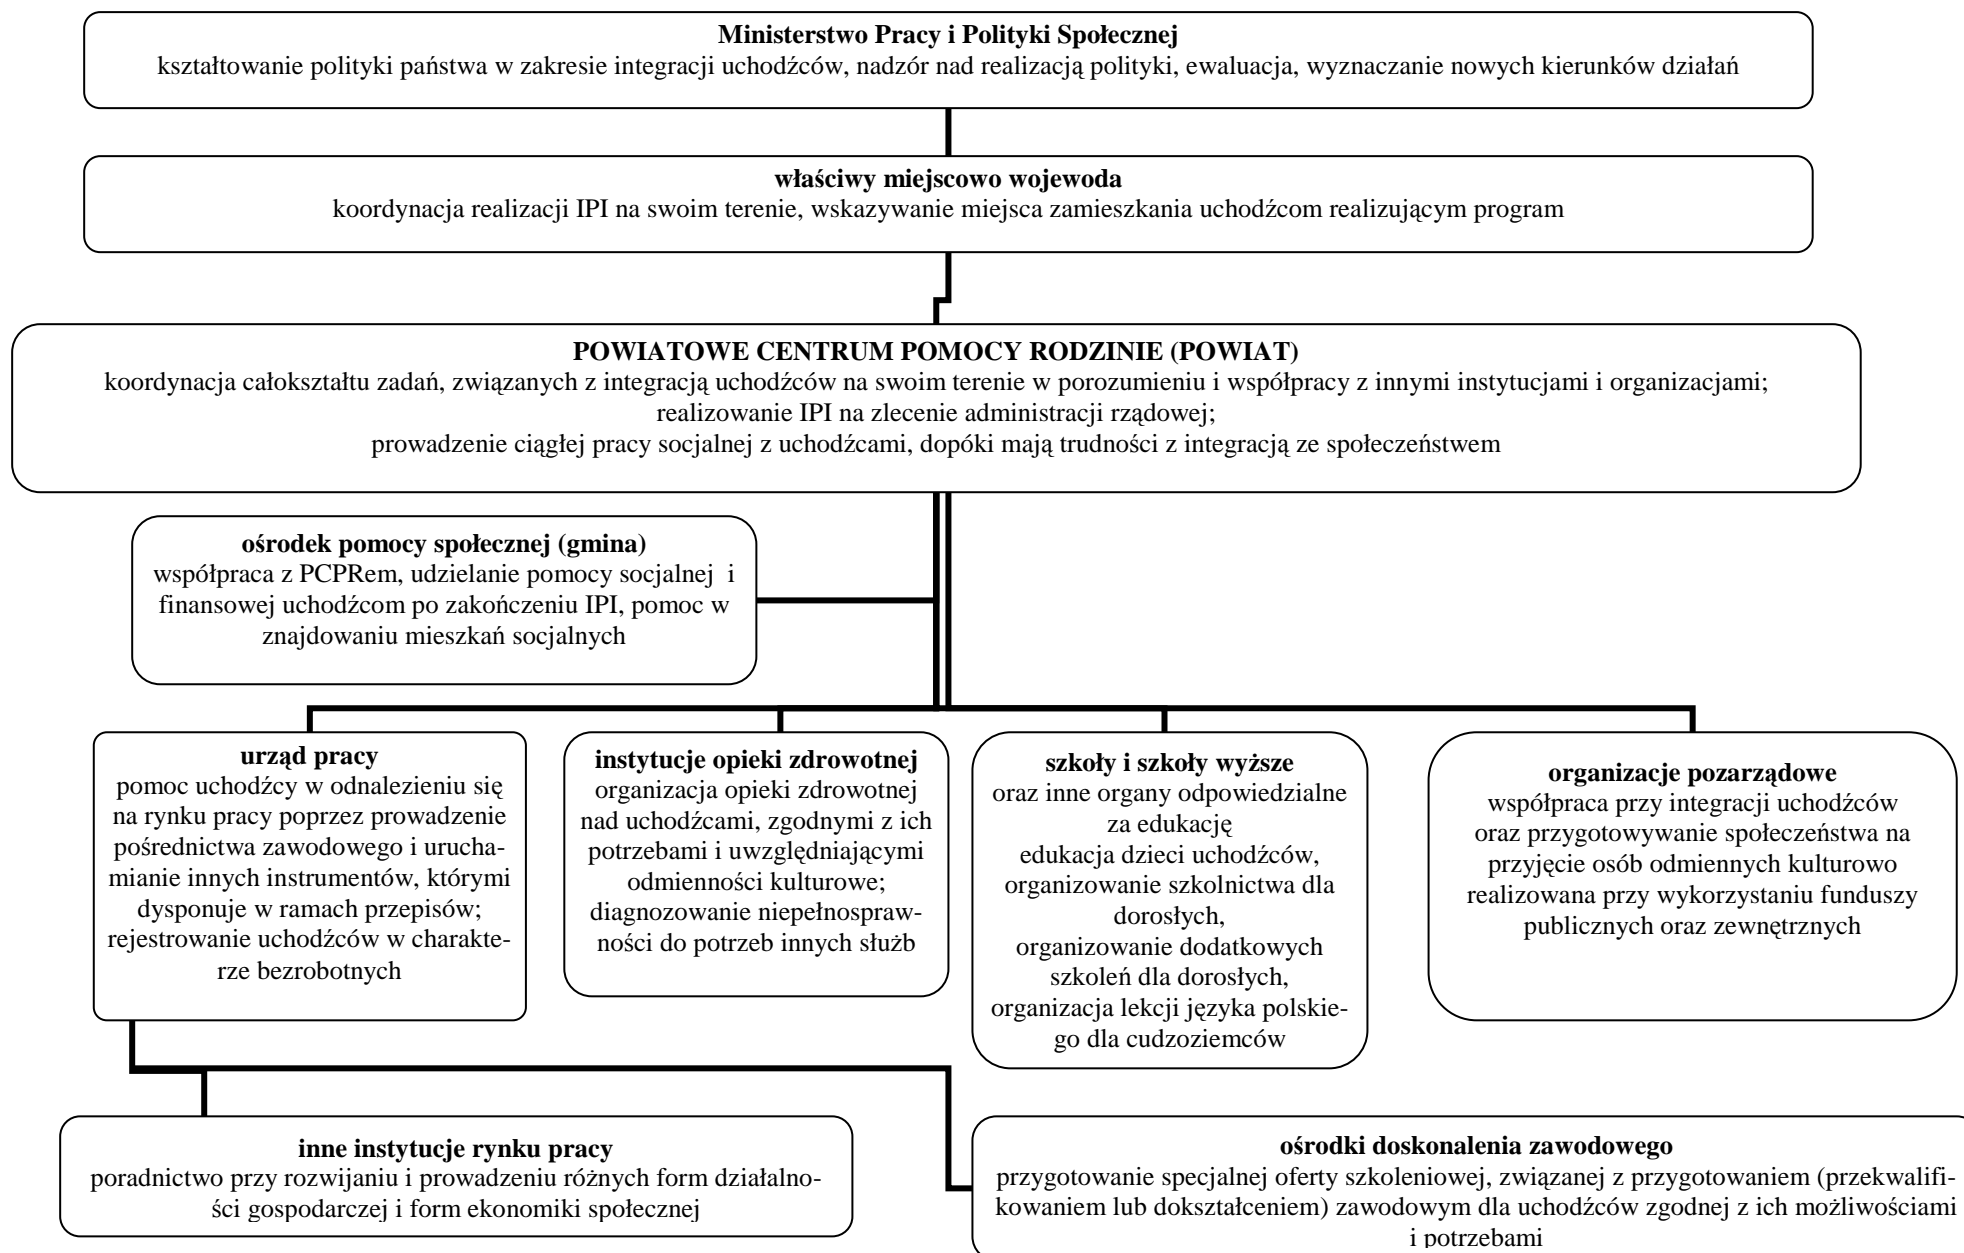 Ministerstwo Pracy i Polityki Społecznej
kształtowanie polityki państwa w zakresie integracji uchodźców, nadzór nad realizacją polityki, ewaluacja, wyznaczanie nowych kierunków działań
właściwy miejscowo wojewoda
koordynacja realizacji IPI na swoim terenie, wskazywanie miejsca zamieszkania uchodźcom realizującym program
POWIATOWE CENTRUM POMOCY RODZINIE (POWIAT)
koordynacja całokształtu zadań, związanych z integracją uchodźców na swoim terenie w porozumieniu i współpracy z innymi instytucjami i organizacjami;
realizowanie IPI na zlecenie administracji rządowej;
prowadzenie ciągłej pracy socjalnej z uchodźcami, dopóki mają trudności z integracją ze społeczeństwem
ośrodek pomocy społecznej (gmina)
współpraca z PCPRem, udzielanie pomocy socjalnej i
finansowej uchodźcom po zakończeniu IPI, pomoc w
znajdowaniu mieszkań socjalnych
urząd pracy
pomoc uchodźcy w odnalezieniu się
na rynku pracy poprzez prowadzenie
pośrednictwa zawodowego i urucha-
mianie innych instrumentów, którymi
dysponuje w ramach przepisów;
rejestrowanie uchodźców w charakte-
rze bezrobotnych
instytucje opieki zdrowotnej
organizacja opieki zdrowotnej
nad uchodźcami, zgodnymi z ich
potrzebami i uwzględniającymi
odmienności kulturowe;
diagnozowanie niepełnospraw-
ności do potrzeb innych służb
szkoły i szkoły wyższe
oraz inne organy odpowiedzialne
za edukację
edukacja dzieci uchodźców,
organizowanie szkolnictwa dla
dorosłych,
organizowanie dodatkowych
szkoleń dla dorosłych,
organizacja lekcji języka polskie-
go dla cudzoziemców
organizacje pozarządowe
współpraca przy integracji uchodźców
oraz przygotowywanie społeczeństwa na
przyjęcie osób odmiennych kulturowo
realizowana przy wykorzystaniu funduszy
publicznych oraz zewnętrznych
inne instytucje rynku pracy
poradnictwo przy rozwijaniu i prowadzeniu różnych form działalno-
ści gospodarczej i form ekonomiki społecznej
ośrodki doskonalenia zawodowego
przygotowanie specjalnej oferty szkoleniowej, związanej z przygotowaniem (przekwalifi-
kowaniem lub dokształceniem) zawodowym dla uchodźców zgodnej z ich możliwościami
i potrzebami